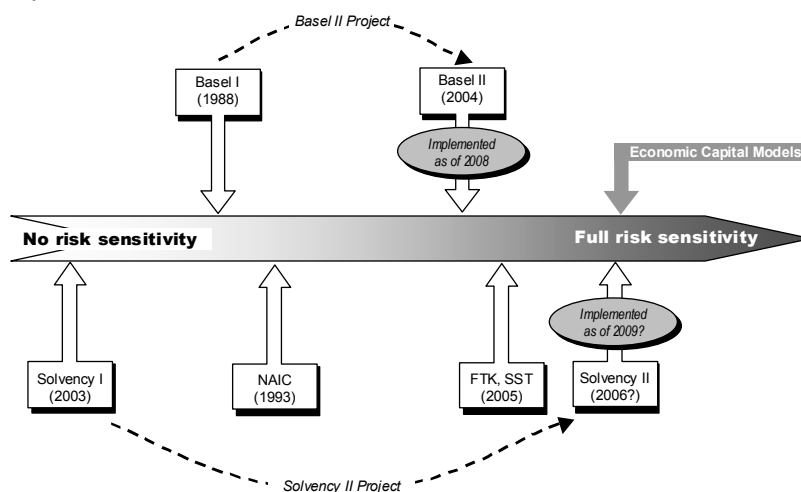 Basel II Project
Basel I
(1988)
Basel II
(2004)
Implemented
as of 2008
Economic Capital Models
No risk sensitivity
Full risk sensitivity
Implemented
as of 2009?
Solvency I
(2003)
NAIC
(1993)
FTK, SST
(2005)
Solvency II
(2006?)
Solvency II Project